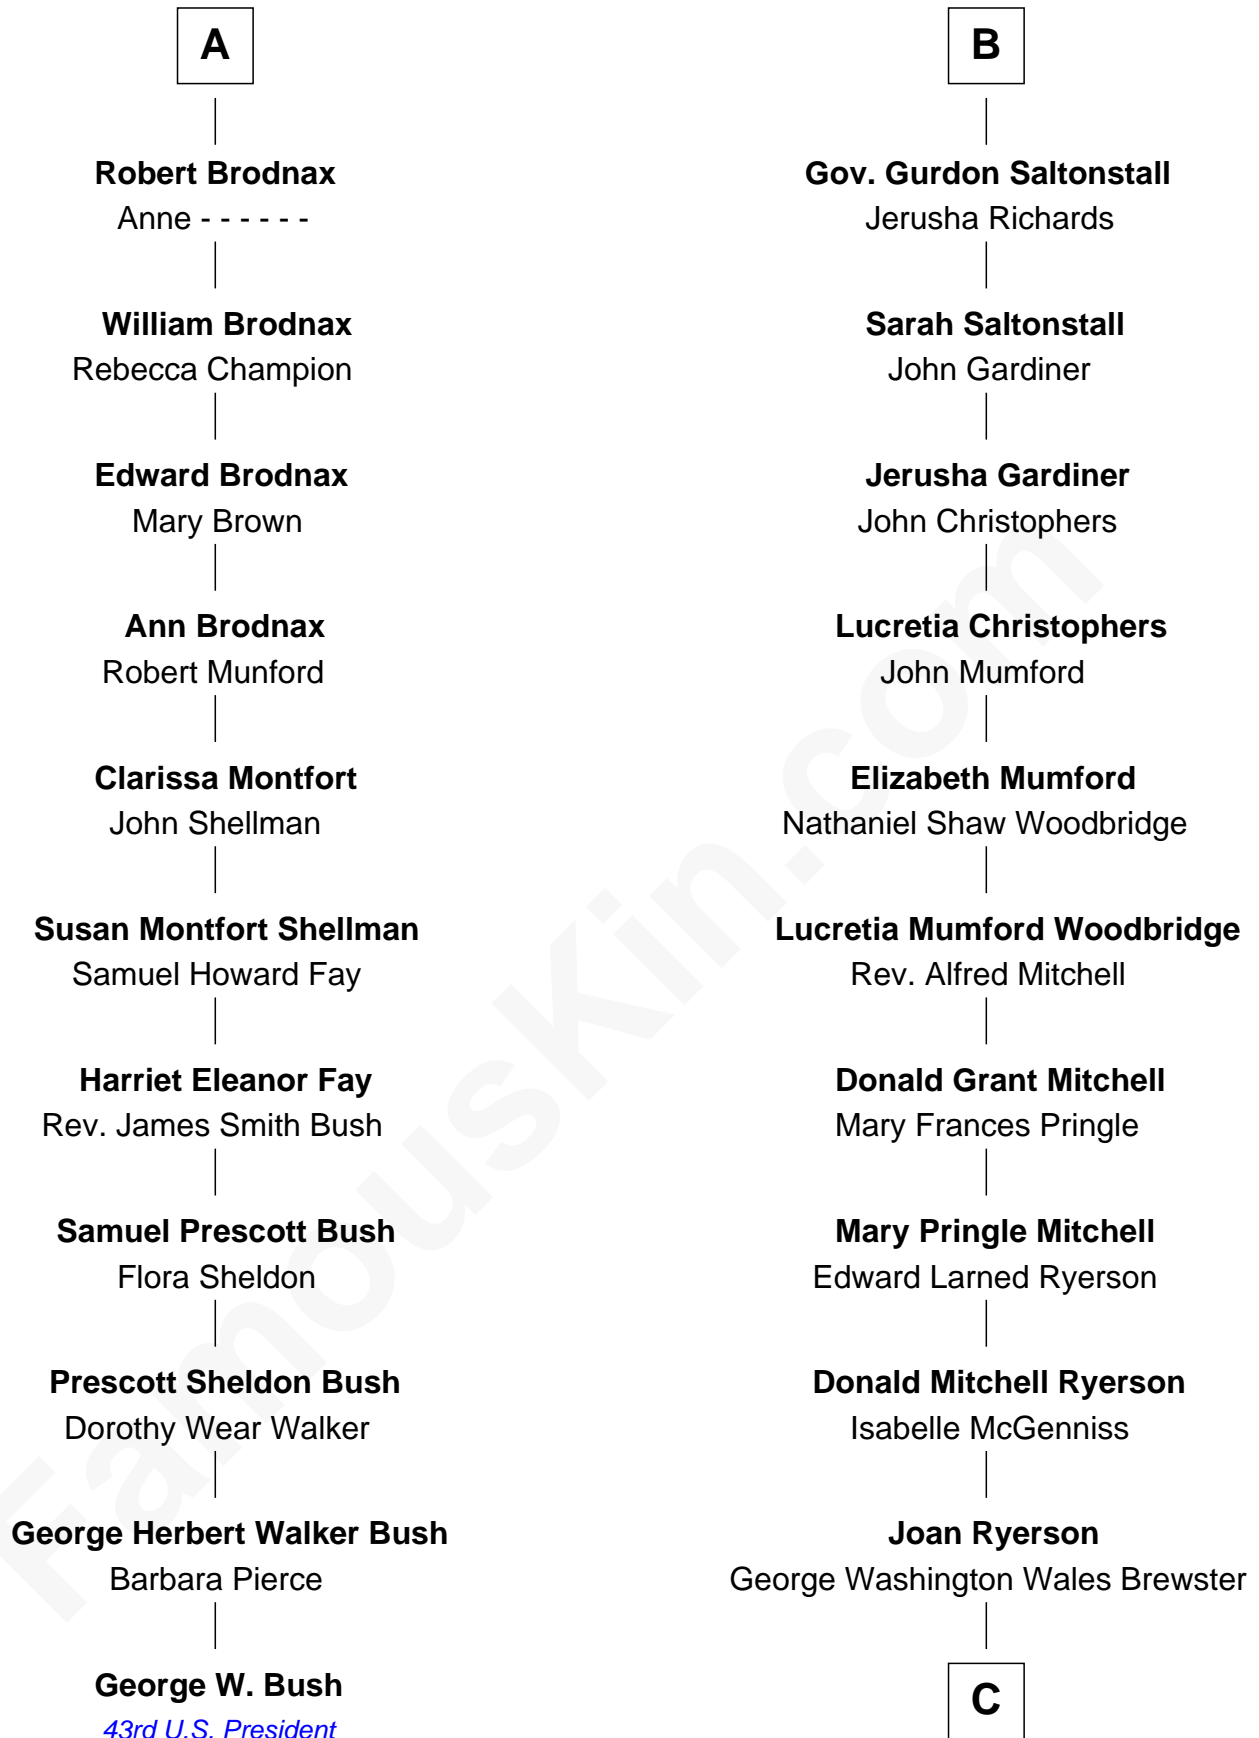 A
Robert Brodnax
Anne - - - - - -
William Brodnax
Rebecca Champion
Edward Brodnax
Mary Brown
Ann Brodnax
Robert Munford
Clarissa Montfort
John Shellman
Susan Montfort Shellman
Samuel Howard Fay
Harriet Eleanor Fay
Rev. James Smith Bush
Samuel Prescott Bush
Flora Sheldon
Prescott Sheldon Bush
Dorothy Wear Walker
George Herbert Walker Bush
Barbara Pierce
George W. Bush
43rd U.S. President
B
Gov. Gurdon Saltonstall
Jerusha Richards
Sarah Saltonstall
John Gardiner
Jerusha Gardiner
John Christophers
Lucretia Christophers
John Mumford
Elizabeth Mumford
Nathaniel Shaw Woodbridge
Lucretia Mumford Woodbridge
Rev. Alfred Mitchell
Donald Grant Mitchell
Mary Frances Pringle
Mary Pringle Mitchell
Edward Larned Ryerson
Donald Mitchell Ryerson
Isabelle McGenniss
Joan Ryerson
George Washington Wales Brewster
C
FamousKin.com